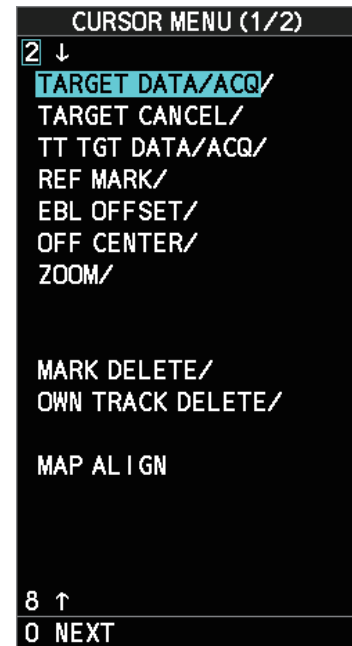 CURSOR MENU (1/2)
2 ↓
TARGET DATA/ACQ/
TARGET CANCEL/
TT TGT DATA/ACQ/
REF MARK/
EBL OFFSET/
OFF CENTER/
ZOOM/
MARK DELETE/
OWN TRACK DELETE/
MAP ALIGN
8 ↑
0 NEXT